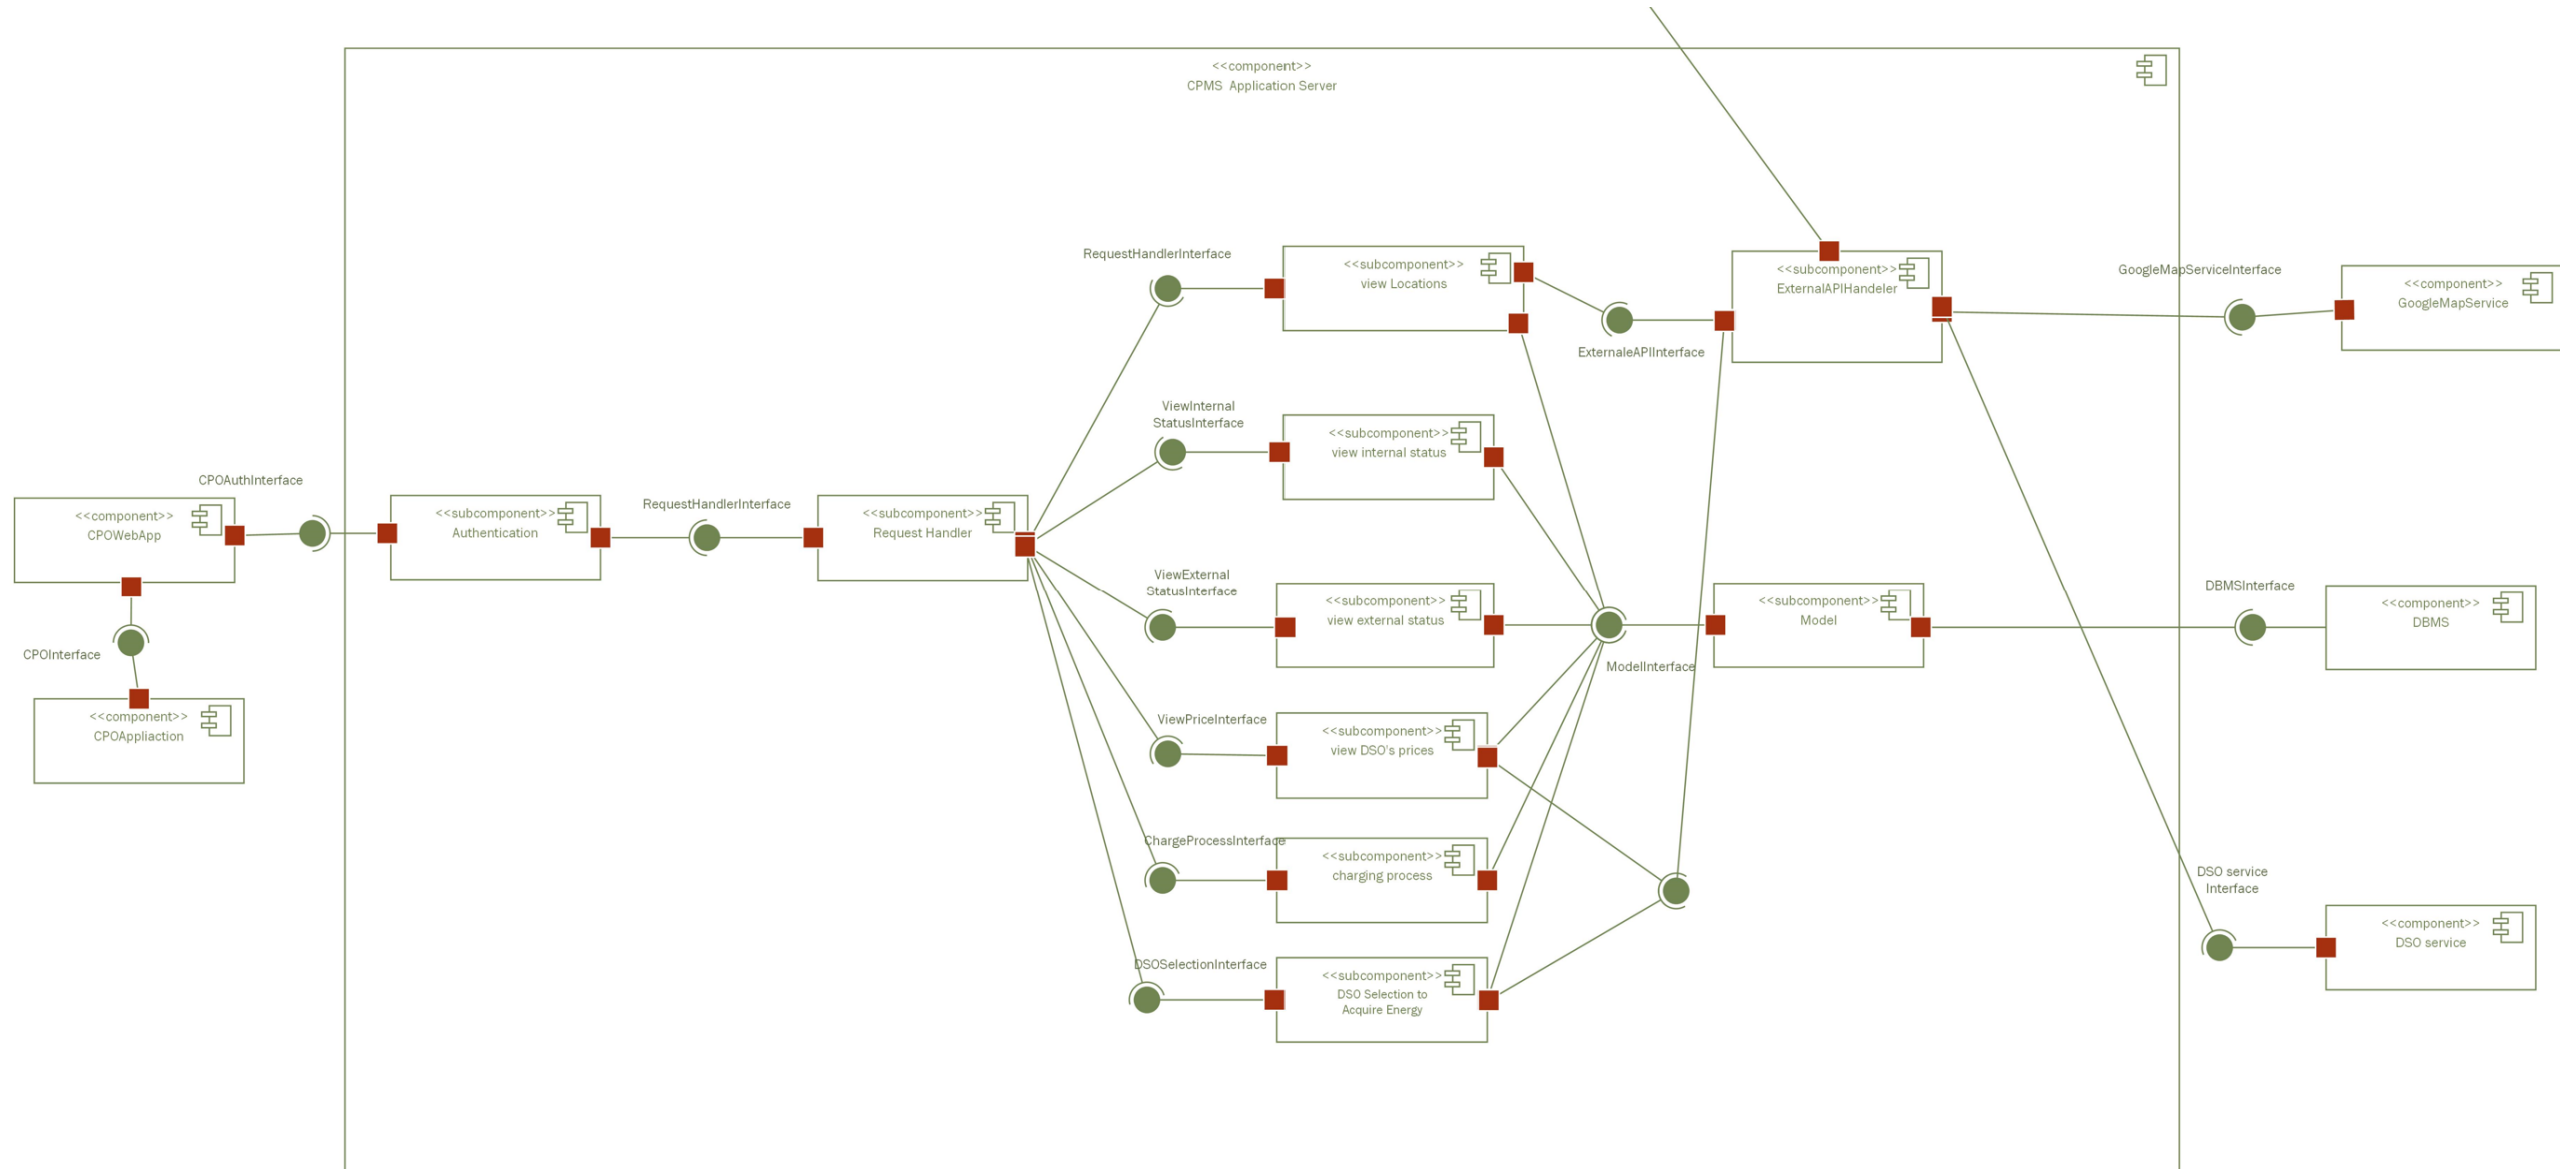 <<component>>
CPMS Application Server
RequestHandlerInterface
<<subcomponent>>
view Locations
ExternaleAPIInterface
<<subcomponent>>
ExternalAPIHandeler
GoogleMapServiceInterface
<<component>>
GoogleMapService
ViewInternal
StatusInterface
<<subcomponent>>
view internal status
CPOAuthInterface
<<component>>
CPOWebApp
<<subcomponent>>
Authentication
RequestHandlerInterface
<<subcomponent>>
Request Handler
ViewExternal
StatusInterface
<<subcomponent>>
view external status
ModelInterface
<<subcomponent>>
Model
DBMSInterface
<<component>>
DBMS
CPOInterface
<<component>>
CPOAppliaction
ViewPriceInterface
<<subcomponent>>
view DSO's prices
ChargeProcessInterface
<<subcomponent>>
charging process
DSO service
Interface
<<component>>
DSO service
DSOSelectionInterface
<<subcomponent>>
DSO Selection to
Acquire Energy